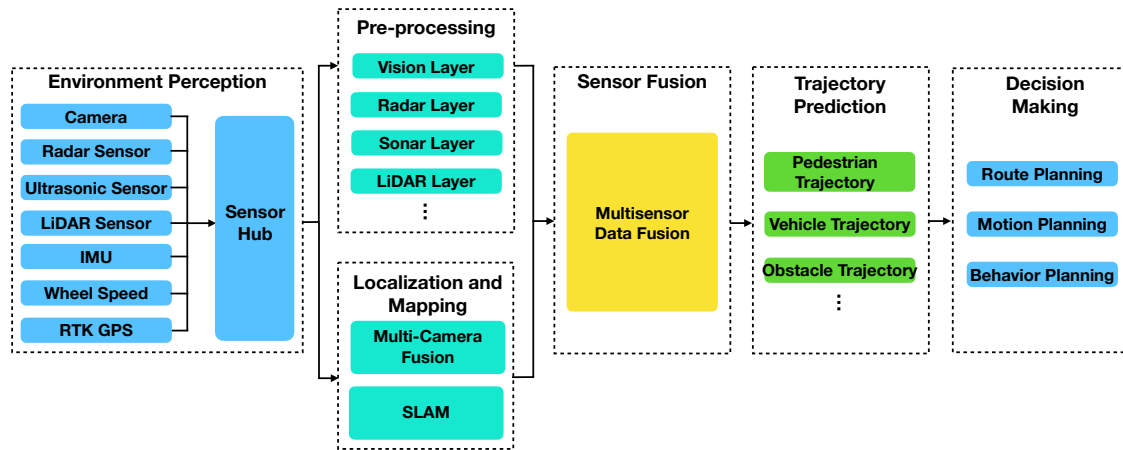 Environment Perception
Camera
Radar Sensor
Ultrasonic Sensor
LiDAR Sensor
IMU
Wheel Speed
RTK GPS
Sensor
Hub
Pre-processing
Vision Layer
Radar Layer
Sonar Layer
LiDAR Layer
⋮
Localization and
Mapping
Multi-Camera
Fusion
SLAM
Sensor Fusion
Multisensor
Data Fusion
Trajectory
Prediction
Pedestrian
Trajectory
Vehicle Trajectory
Obstacle Trajectory
⋮
Decision
Making
Route Planning
Motion Planning
Behavior Planning